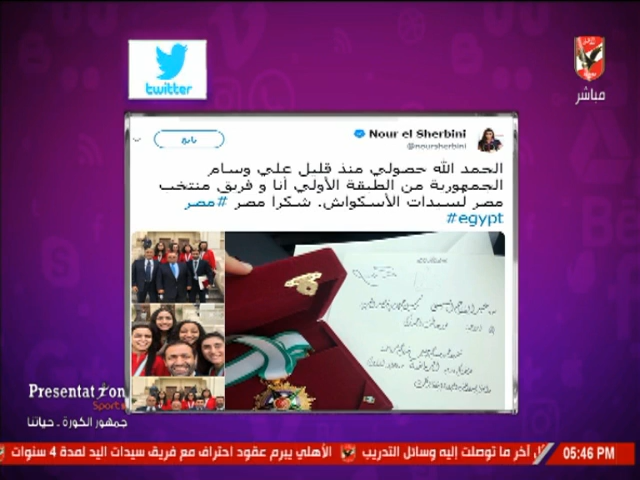 twitter
مباشر
تابع
Nour el Sherbini
@noursherbini
الحمد الله حصولي منذ قليل علي وسام
الجمهورية من الطبقة الأولي أنا و فريق منتخب
مصر لسيدات الأسكواش. شكرا مصر #مصر
#egypt
Presentation
Sports
جمهور الكورة - حياتنا
كل آخر ما توصلت إليه وسائل التدريب
الأهلي يبرم عقود احتراف مع فريق سيدات اليد لمدة 4 سنوات
05:46 PM